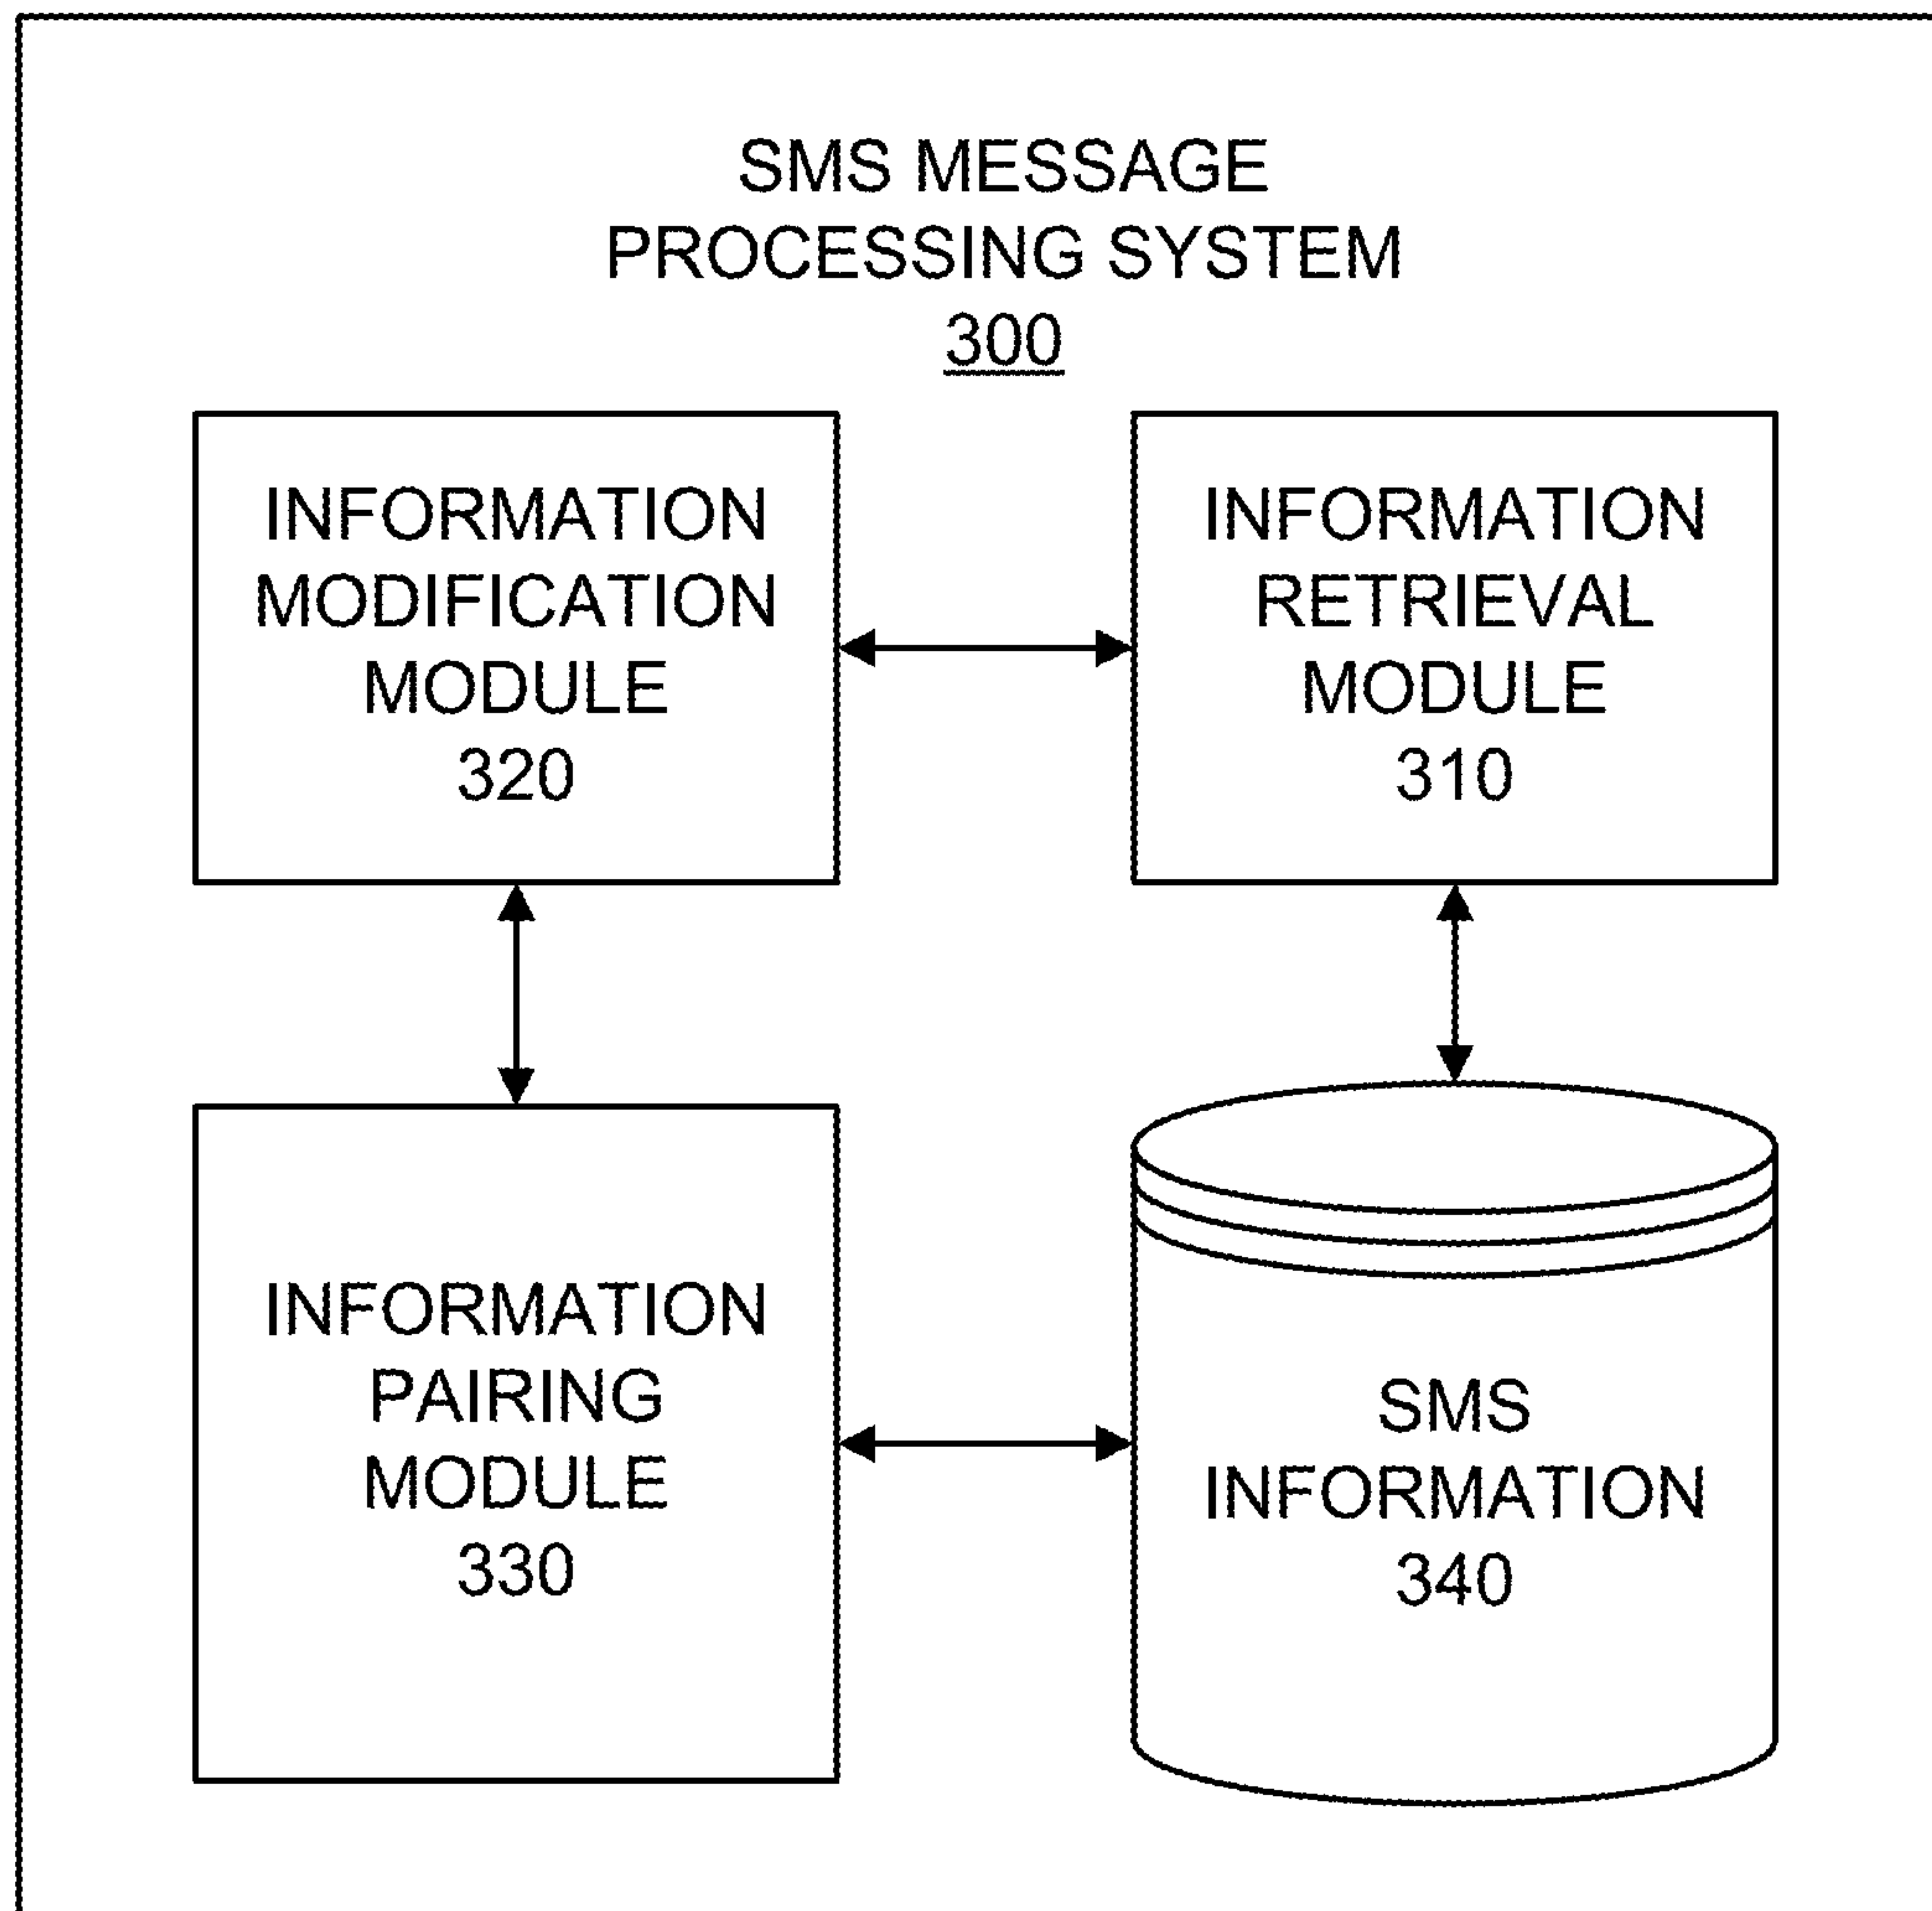 SMS MESSAGE
PROCESSING SYSTEM
300
INFORMATION
MODIFICATION
MODULE
320
INFORMATION
RETRIEVAL
MODULE
310
INFORMATION
PAIRING
MODULE
330
SMS
INFORMATION
340